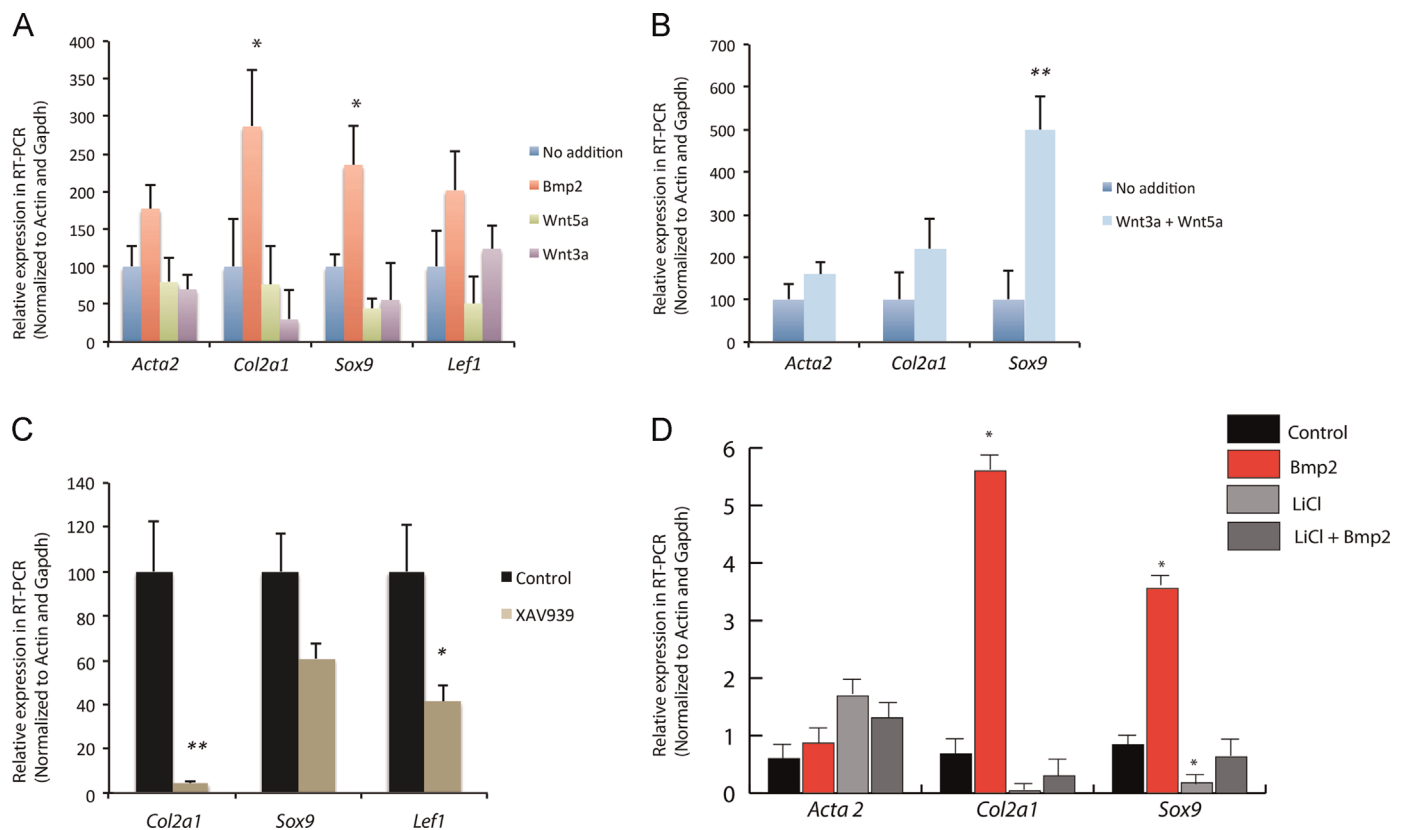 A
Relative expression in RT-PCR
(Normalized to Actin and Gapdh)
400
350
300
250
200
150
100
50
0
*
*
Acta2 Col2a1 Sox9 Lef1
No addition
Bmp2
Wnt5a
Wnt3a
B
Relative expression in RT-PCR
(Normalized to Actin and Gapdh)
700
600
500
400
300
200
100
0
**
Acta2 Col2a1 Sox9
No addition
Wnt3a + Wnt5a
C
Relative expression in RT-PCR
(Normalized to Actin and Gapdh)
140
120
100
80
60
40
20
0
**
*
Col2a1 Sox9 Lef1
Control
XAV939
D
Relative expression in RT-PCR
(Normalized to Actin and Gapdh)
6
5
4
3
2
1
0
*
*
*
Acta 2 Col2a1 Sox9
Control
Bmp2
LiCl
LiCl + Bmp2